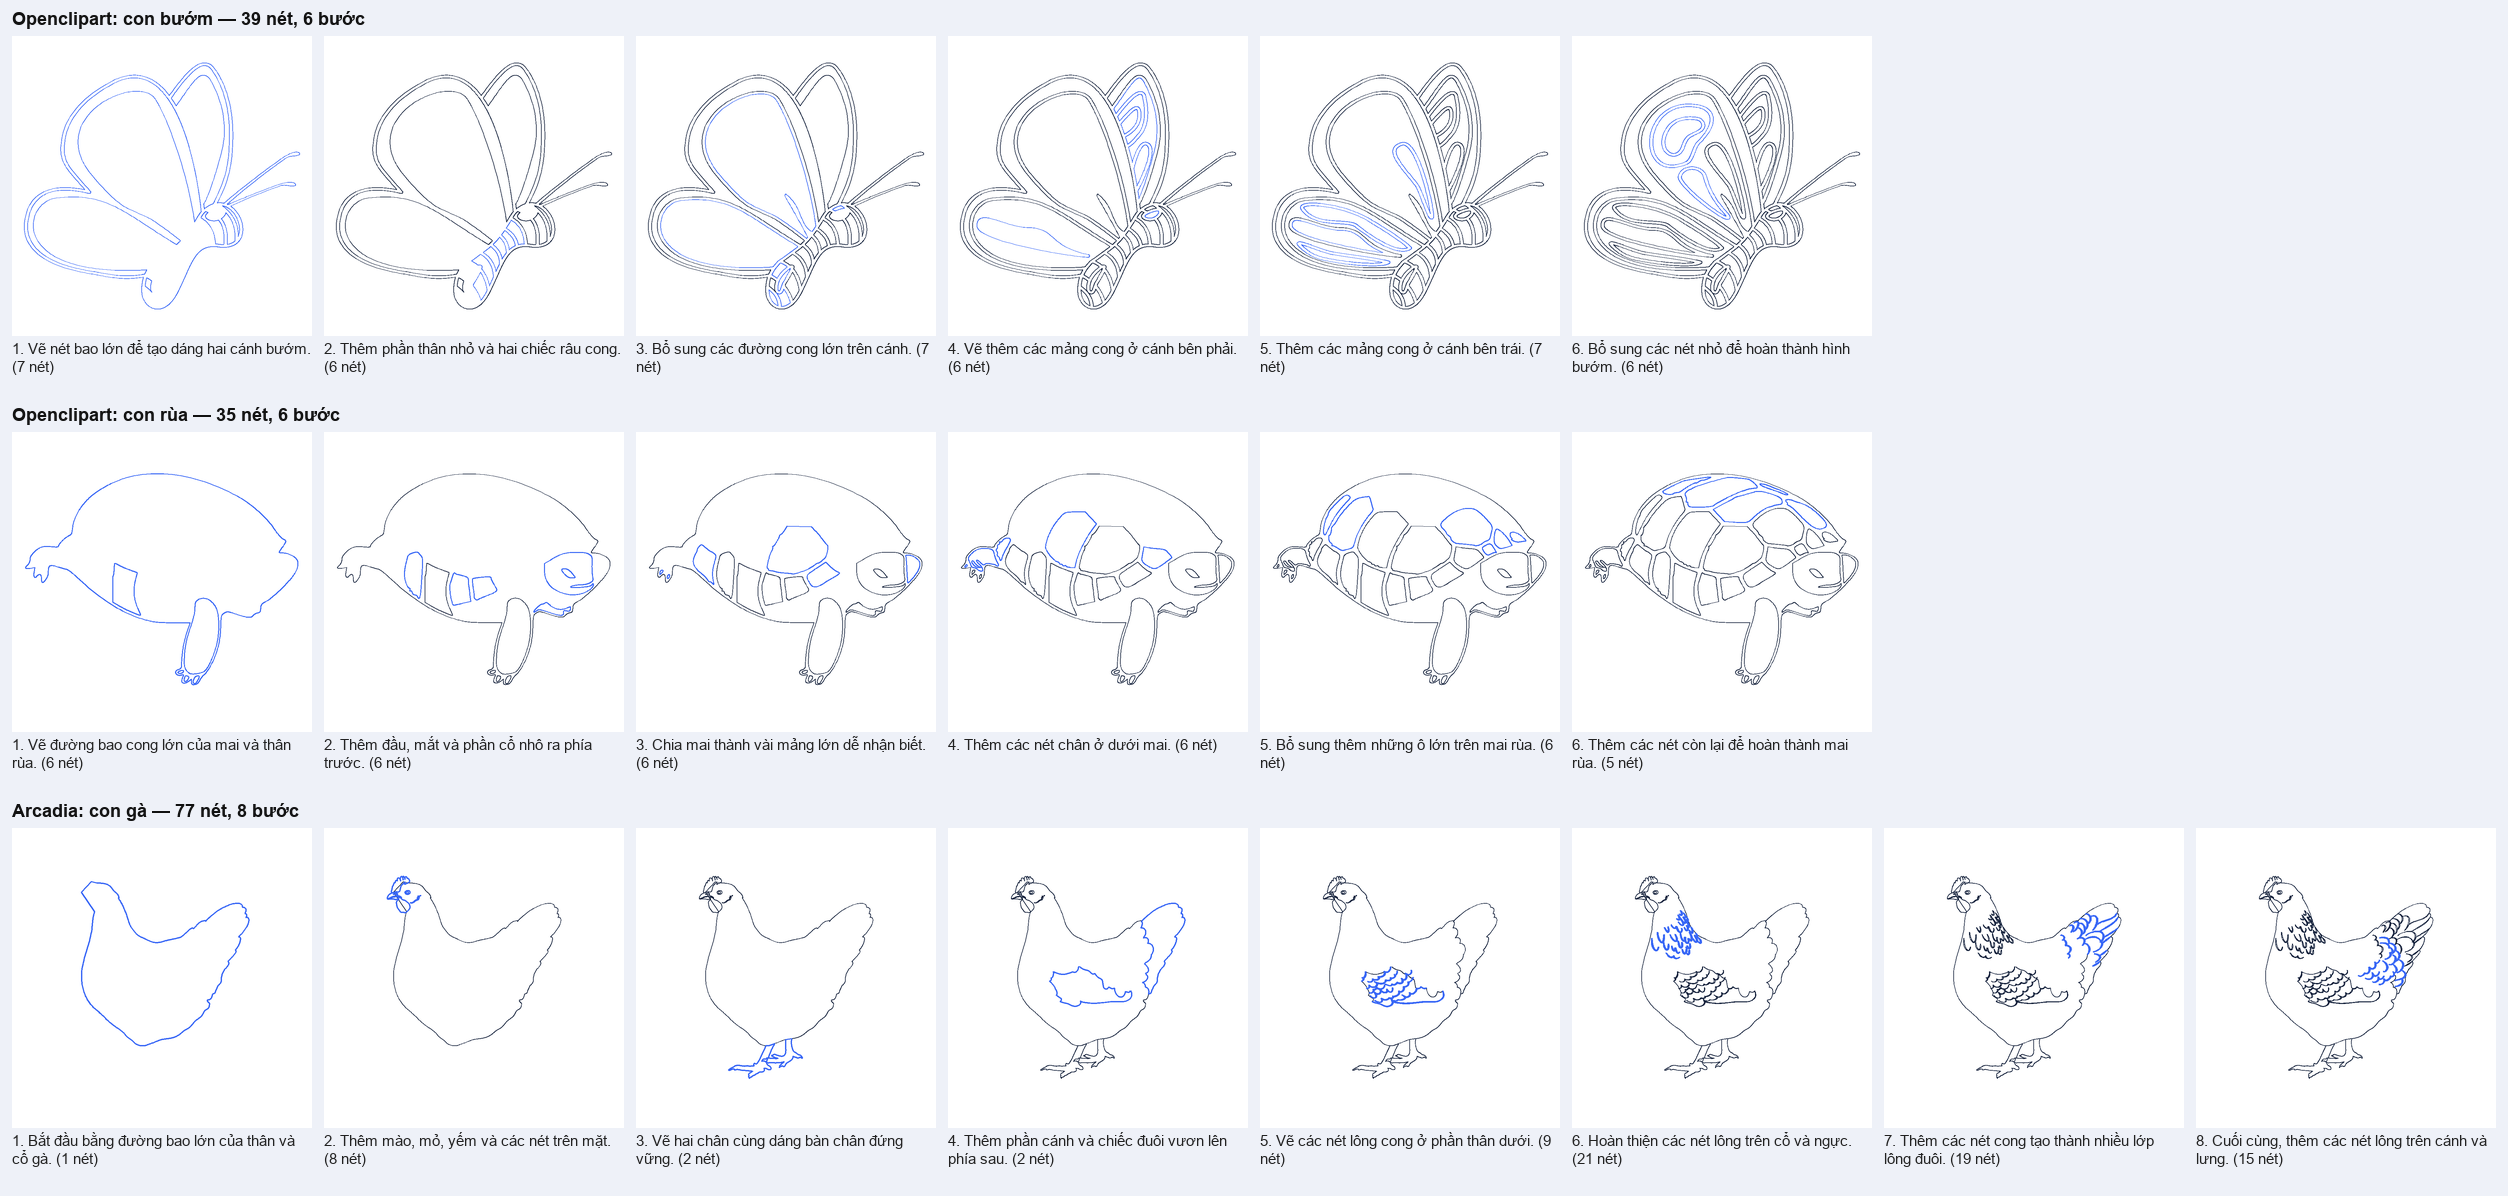 Openclipart: con bướm — 39 nét, 6 bước
1. Vẽ nét bao lớn để tạo dáng hai cánh bướm.
(7 nét)
2. Thêm phần thân nhỏ và hai chiếc râu cong.
(6 nét)
3. Bổ sung các đường cong lớn trên cánh. (7
nét)
4. Vẽ thêm các mảng cong ở cánh bên phải.
(6 nét)
5. Thêm các mảng cong ở cánh bên trái. (7
nét)
6. Bổ sung các nét nhỏ để hoàn thành hình
bướm. (6 nét)
Openclipart: con rùa — 35 nét, 6 bước
1. Vẽ đường bao cong lớn của mai và thân
rùa. (6 nét)
2. Thêm đầu, mắt và phần cổ nhô ra phía
trước. (6 nét)
3. Chia mai thành vài mảng lớn dễ nhận biết.
(6 nét)
4. Thêm các nét chân ở dưới mai. (6 nét)
5. Bổ sung thêm những ô lớn trên mai rùa. (6
nét)
6. Thêm các nét còn lại để hoàn thành mai
rùa. (5 nét)
Arcadia: con gà — 77 nét, 8 bước
1. Bắt đầu bằng đường bao lớn của thân và
cổ gà. (1 nét)
2. Thêm mào, mỏ, yếm và các nét trên mặt.
(8 nét)
3. Vẽ hai chân cùng dáng bàn chân đứng
vững. (2 nét)
4. Thêm phần cánh và chiếc đuôi vươn lên
phía sau. (2 nét)
5. Vẽ các nét lông cong ở phần thân dưới. (9
nét)
6. Hoàn thiện các nét lông trên cổ và ngực.
(21 nét)
7. Thêm các nét cong tạo thành nhiều lớp
lông đuôi. (19 nét)
8. Cuối cùng, thêm các nét lông trên cánh và
lưng. (15 nét)